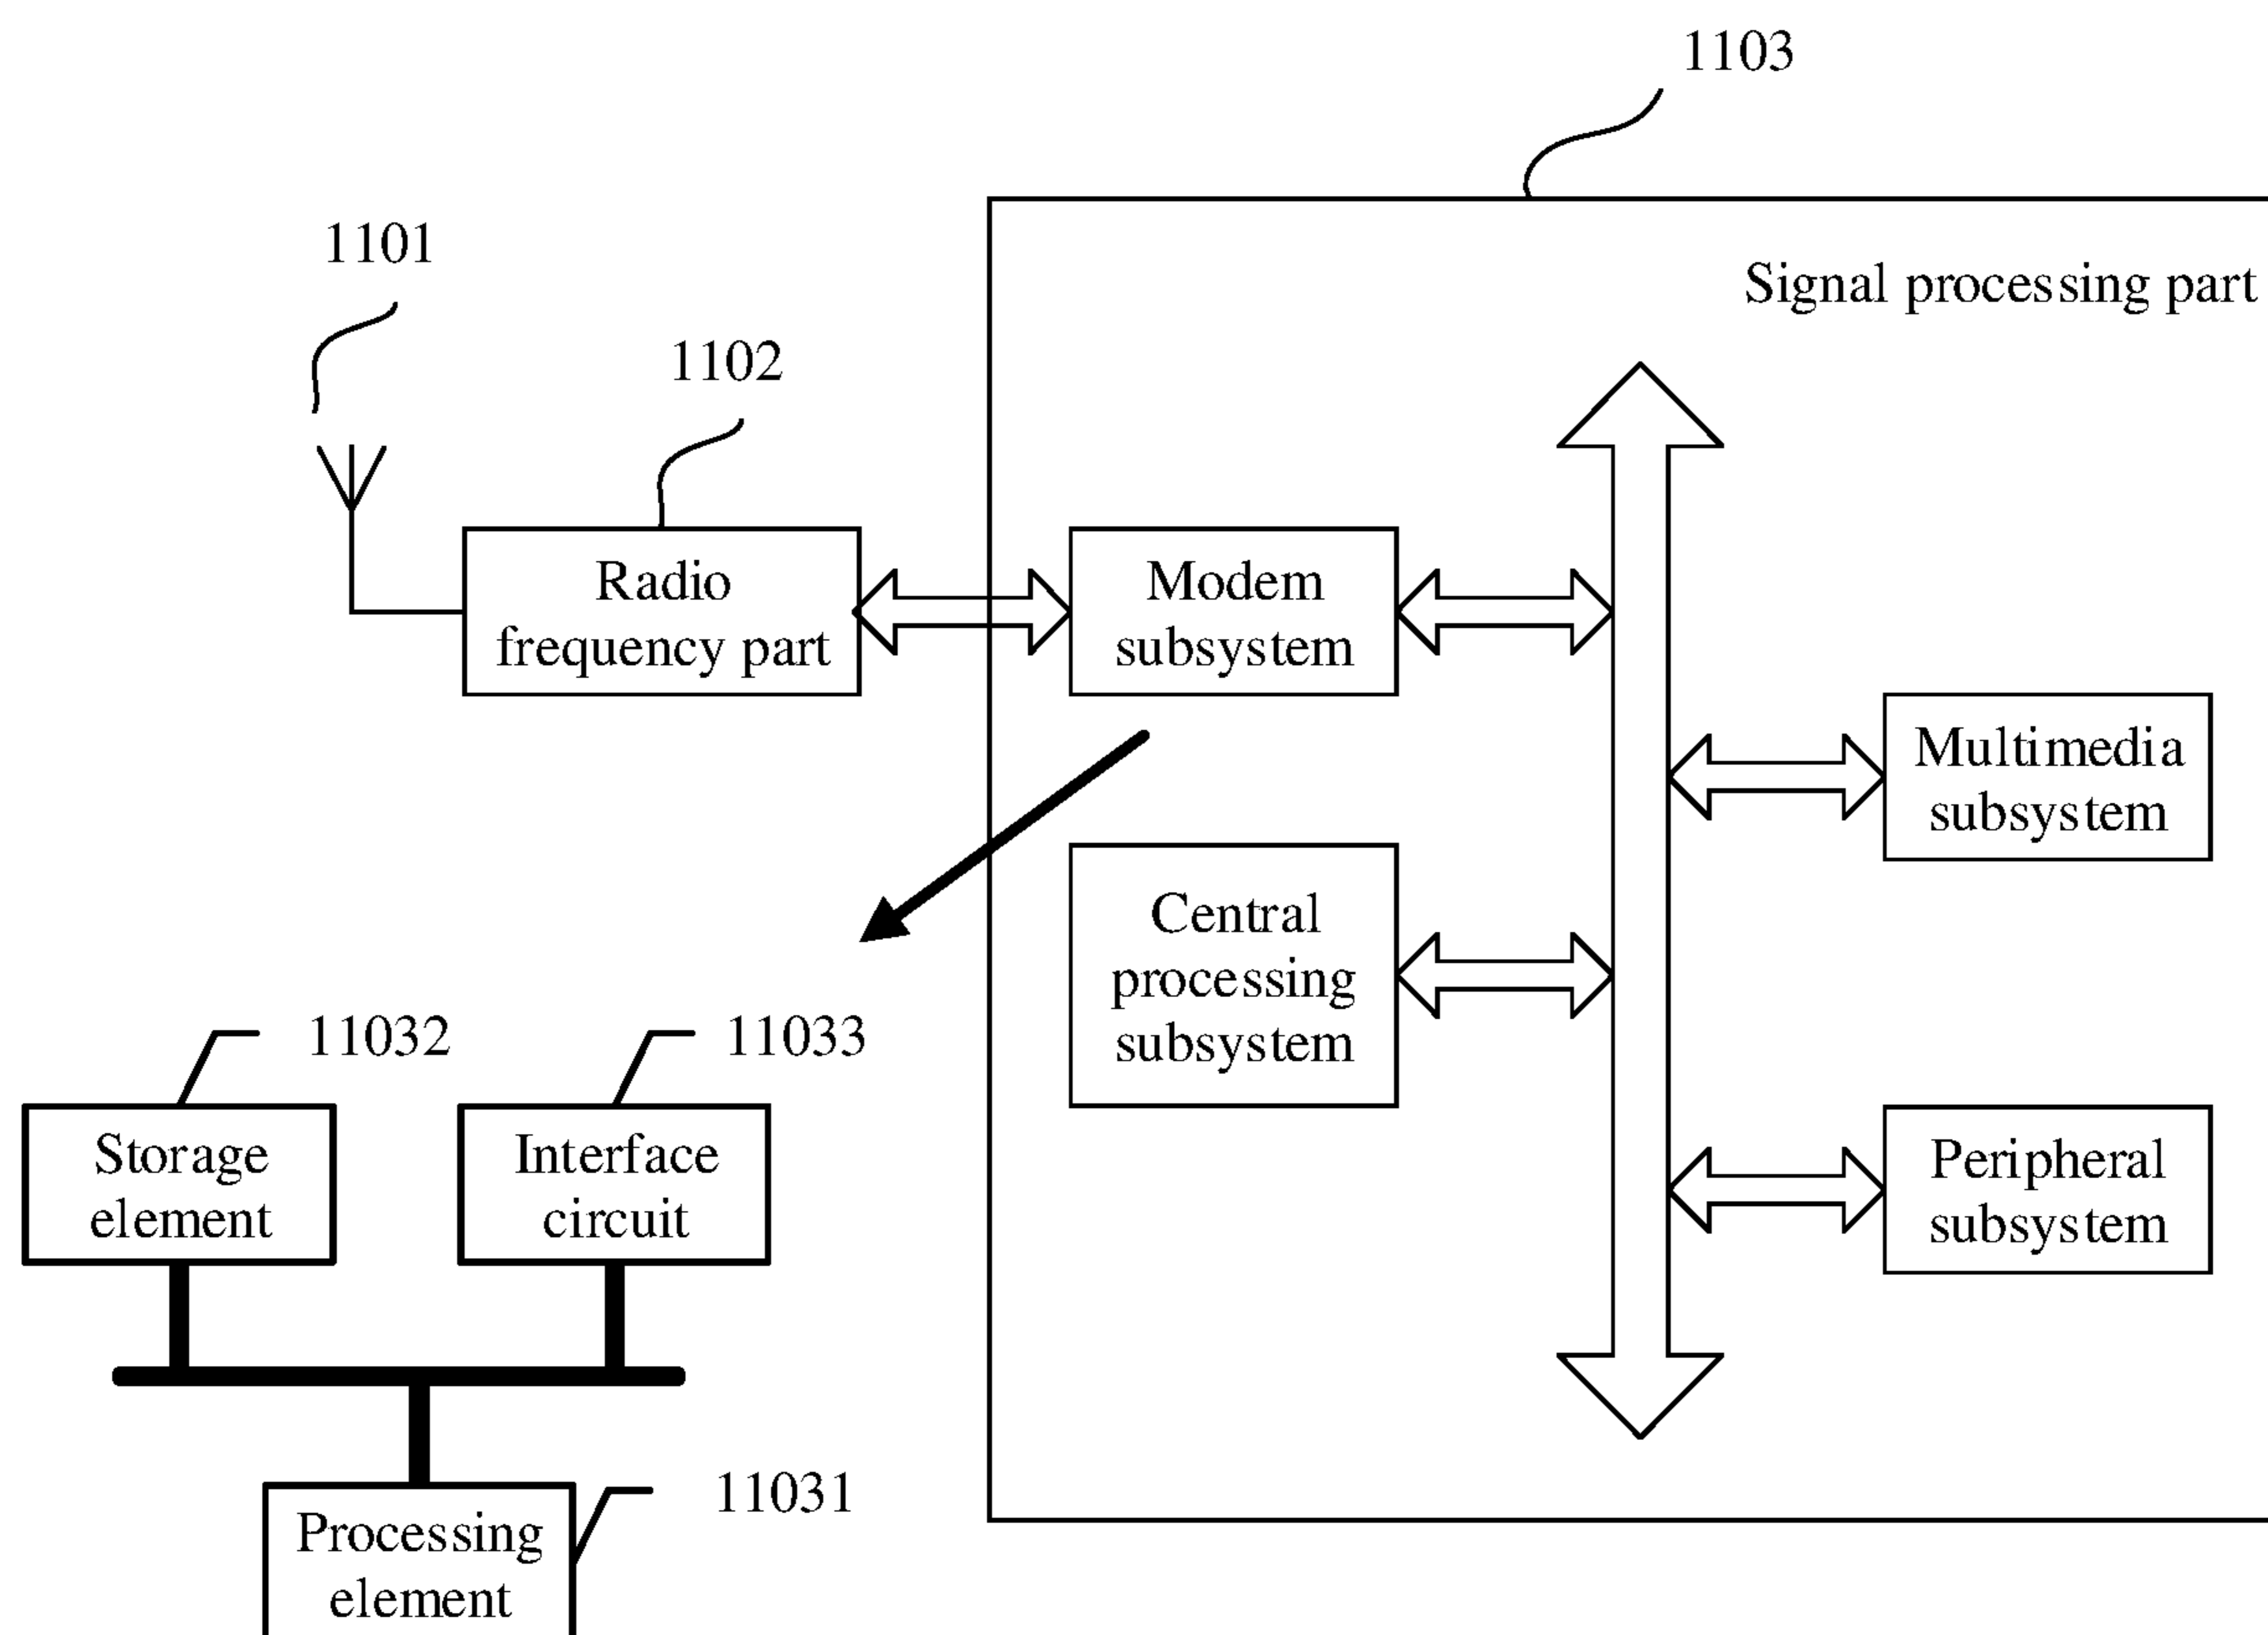 1103
1101
Signal processing part
1102
Radio
frequency part
Modem
subsystem
Multimedia
subsystem
Central
processing
subsystem
11032
11033
Storage
element
Interface
circuit
Peripheral
subsystem
11031
Processing
element